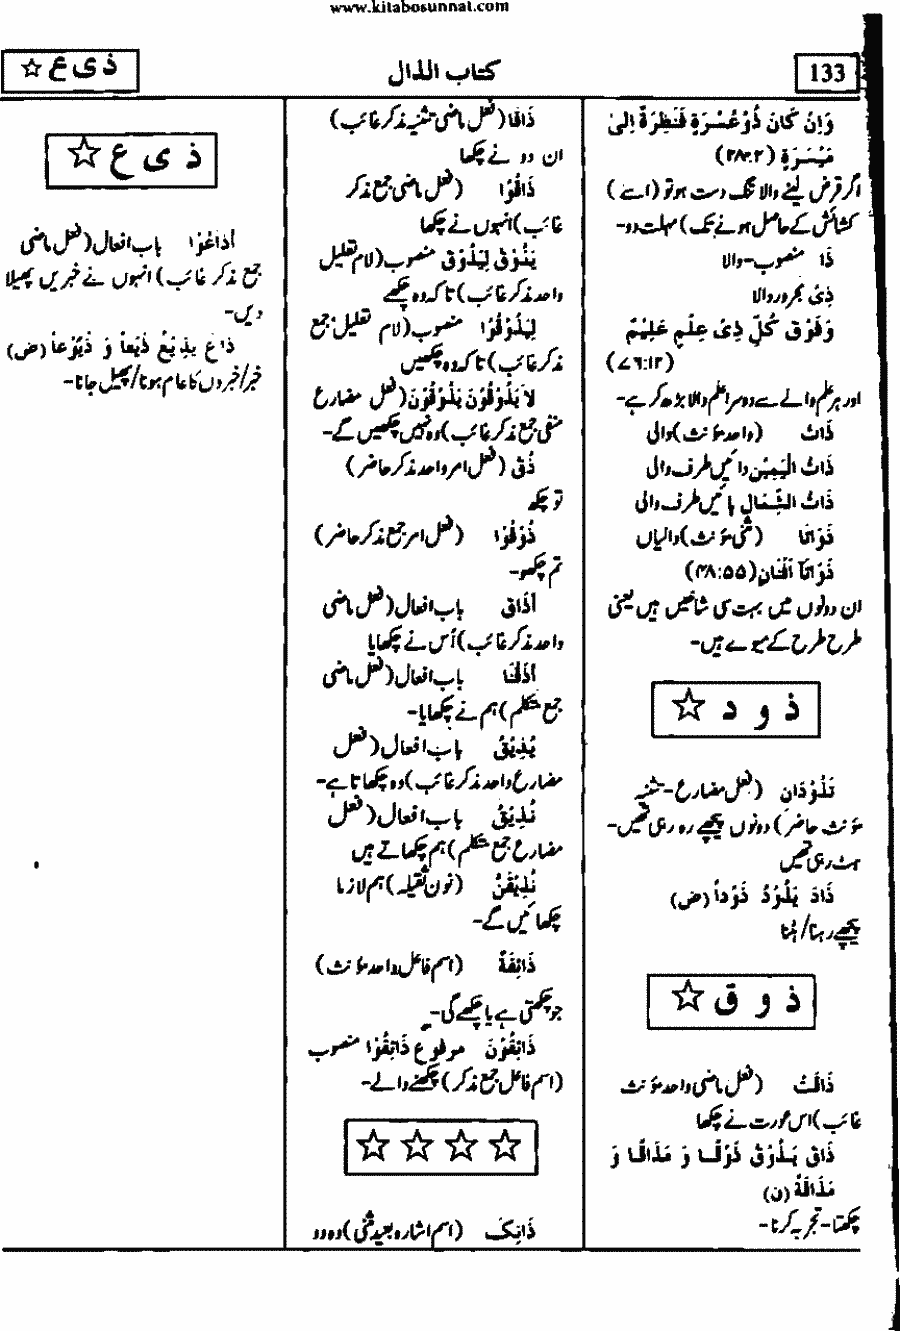 www.kitabosunnat.com
133
کتاب الذال
ذ ی ع ☆
وَاِنْ کَانَ ذُوْعُسْرَةٍ فَنَظِرَةٌ اِلیٰ
مَیْسَرَةٍ (۲۸۰:۲)
اگر قرض لینے والا تنگ دست ہو تو (اسے)
کشائش کے حاصل ہونے تک) مہلت دو۔
ذَا منصوب۔ والا
ذِیْ مجرور والا
وَفَوْقَ کُلِّ ذِیْ عِلْمٍ عَلِیْمٌ
(۷۶:۱۲)
اور ہر علم والے سے دوسرا علم والا بڑھ کر ہے۔
ذَاتُ (واحد مؤنث) والی
ذَاتُ الْیَمِیْنِ دائیں طرف والی
ذَاتُ الشِّمَالِ بائیں طرف والی
ذَوَاتَا (مثنی مؤنث) والیاں
ذَوَاتَآ اَفْنَانٍ (۴۸:۵۵)
ان دونوں میں بہت سی شاخیں ہیں یعنی
طرح طرح کے میوے ہیں۔
ذ و د ☆
تَذُوْدَانِ (فعل مضارع۔ تثنیہ
مؤنث حاضر) دونوں پیچھے رہ رہی تھیں۔
ہٹ رہی تھیں
ذَادَ یَذُوْدُ ذَوْداً (ض)
پیچھے رہنا/ ہٹنا
ذ و ق ☆
ذَاقَتْ (فعل ماضی واحد مؤنث
غائب) اس عورت نے چکھا
ذَاقَ یَذُوْقُ ذَوْقًا وَ مَذَاقًا وَ
مَذَاقَةً (ن)
چکھنا۔ تجربہ کرنا۔
ذَاقَا (فعل ماضی تثنیہ مذکر غائب)
ان دو نے چکھا
ذَاقُوْا (فعل ماضی جمع مذکر
غائب) انہوں نے چکھا
یَذُوْقُ لِیَذُوْقَ منصوب (لام تعلیل
واحد مذکر غائب) تا کہ وہ چکھے
لِیَذُوْقُوْا منصوب (لام تعلیل جمع
مذکر غائب) تا کہ وہ چکھیں
لاَ یَذُوْقُوْنَ یَذُوْقُوْنَ (فعل مضارع
منفی جمع مذکر غائب) وہ نہیں چکھیں گے۔
ذُقْ (فعل امر واحد مذکر حاضر)
تو چکھ
ذُوْقُوْا (فعل امر جمع مذکر حاضر)
تم چکھو۔
اَذَاقَ باب افعال (فعل ماضی
واحد مذکر غائب) اُس نے چکھایا
اَذَقْنَا باب افعال (فعل ماضی
جمع متکلم) ہم نے چکھایا۔
یُذِیْقُ باب افعال (فعل
مضارع واحد مذکر غائب) وہ چکھاتا ہے۔
نُذِیْقُ باب افعال (فعل
مضارع جمع متکلم) ہم چکھاتے ہیں
نُذِیْقَنَّ (نون ثقیلہ) ہم لازما
چکھائیں گے۔
ذَائِقَةٌ (اسم فاعل واحد مؤنث)
جو چکھتی ہے یا چکھے گی۔
ذَائِقُوْنَ مرفوع ذَائِقُوْا منصوب
(اسم فاعل جمع مذکر) چکھنے والے۔
☆ ☆ ☆ ☆
ذَانِکَ (اسم اشارہ بعید مثنی) وہ دو
ذ ی ع ☆
اَذَاعُوْا باب افعال (فعل ماضی
جمع مذکر غائب) انہوں نے خبریں پھیلا
دیں۔
ذَاعَ یَذِیْعُ ذَیْعاً وَ ذُیُوْعاً (ض)
خبر/خبروں کا عام ہونا/ پھیل جانا۔